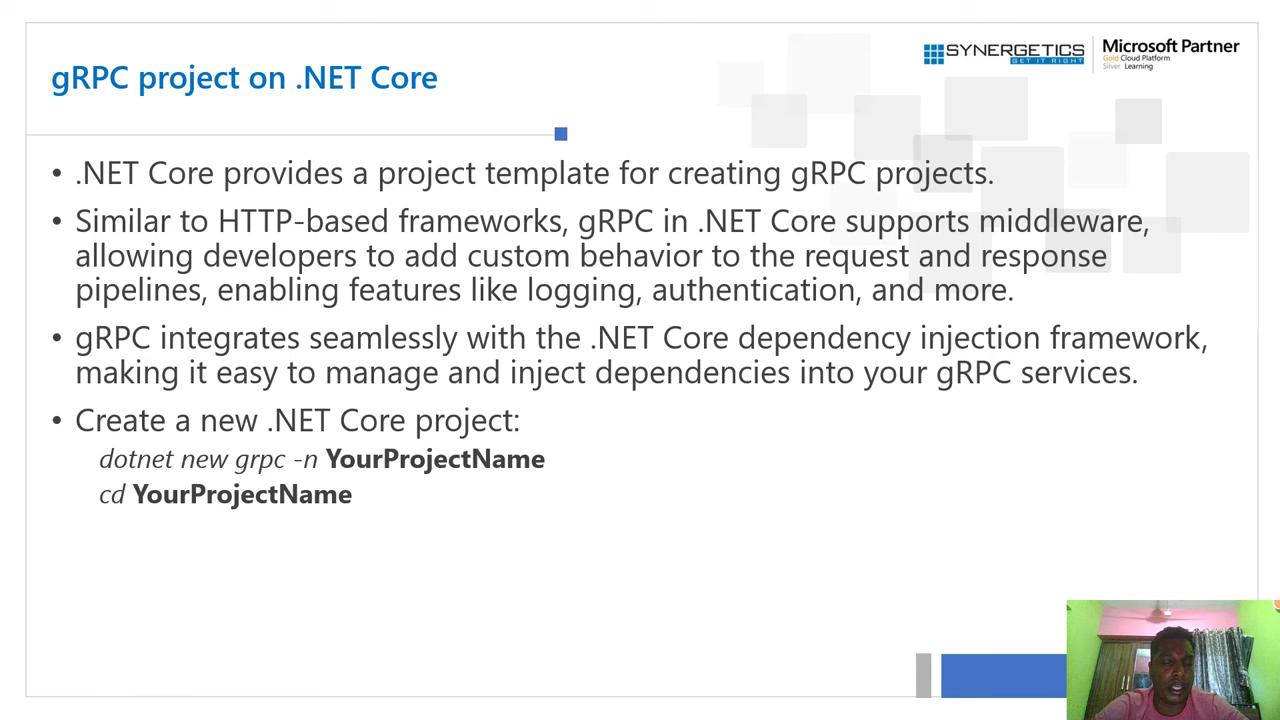 gRPC project on .NET Core
SYNERGETICS
GET IT RIGHT
Microsoft Partner
Gold Cloud Platform
Silver Learning
• .NET Core provides a project template for creating gRPC projects.
• Similar to HTTP-based frameworks, gRPC in .NET Core supports middleware,
allowing developers to add custom behavior to the request and response
pipelines, enabling features like logging, authentication, and more.
• gRPC integrates seamlessly with the .NET Core dependency injection framework,
making it easy to manage and inject dependencies into your gRPC services.
• Create a new .NET Core project:
dotnet new grpc -n YourProjectName
cd YourProjectName